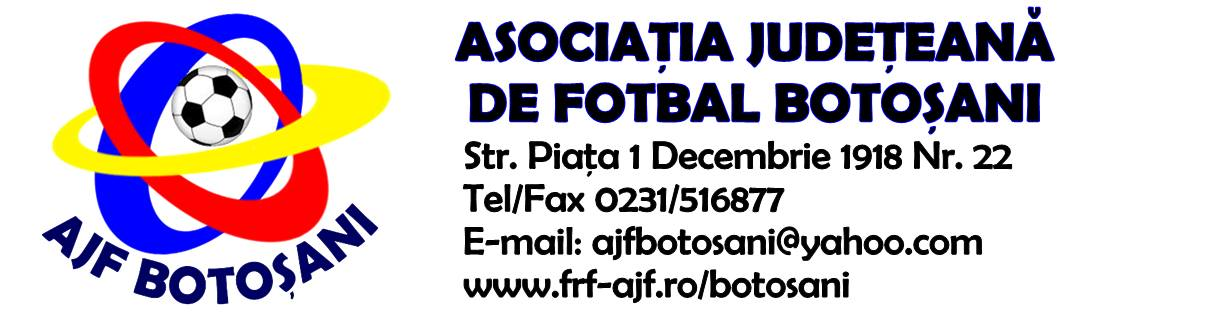 AJF BOTOȘANI
ASOCIAȚIA JUDEȚEANĂ
DE FOTBAL BOTOȘANI
Str. Piața 1 Decembrie 1918 Nr. 22
Tel/Fax 0231/516877
E-mail: ajfbotosani@yahoo.com
www.frf-ajf.ro/botosani